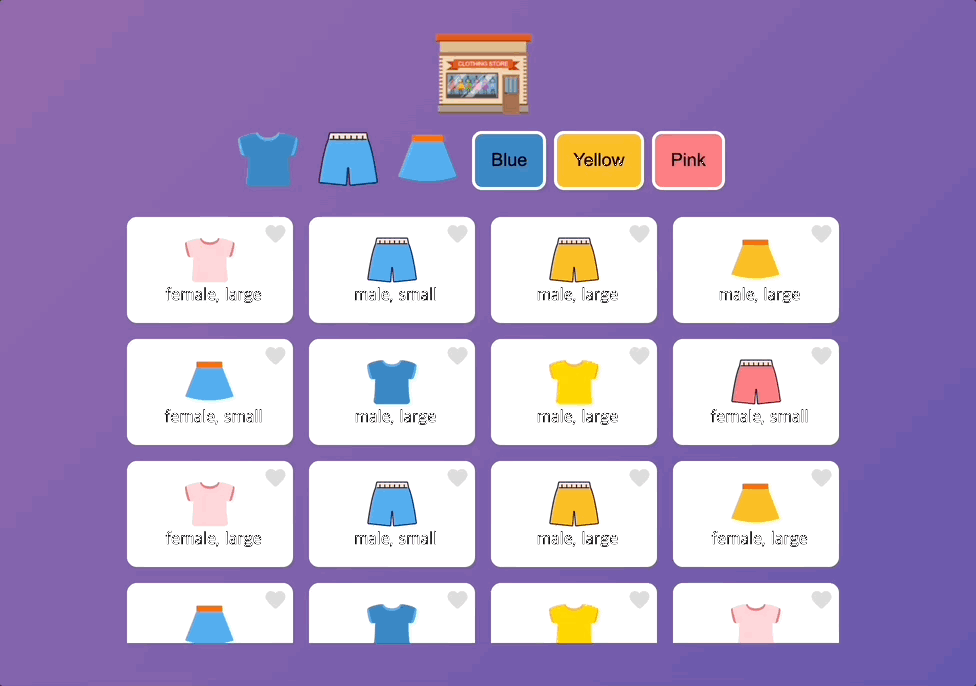 CLOTHING STORE
Blue Yellow Pink
female, large male, small male, large male, large
female, small male, large male, large female, small
female, large male, small male, large female, large